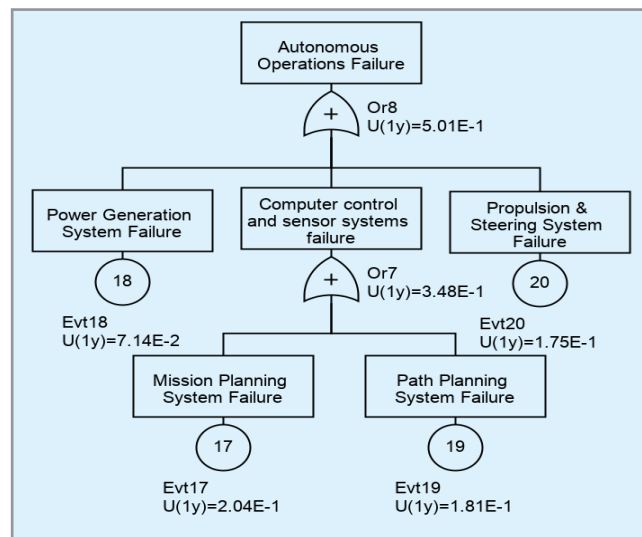 Autonomous
Operations Failure
+
Or8
U(1y)=5.01E-1
Power Generation
System Failure
18
Evt18
U(1y)=7.14E-2
Computer control
and sensor systems
failure
+
Or7
U(1y)=3.48E-1
Propulsion &
Steering System
Failure
20
Evt20
U(1y)=1.75E-1
Mission Planning
System Failure
17
Evt17
U(1y)=2.04E-1
Path Planning
System Failure
19
Evt19
U(1y)=1.81E-1